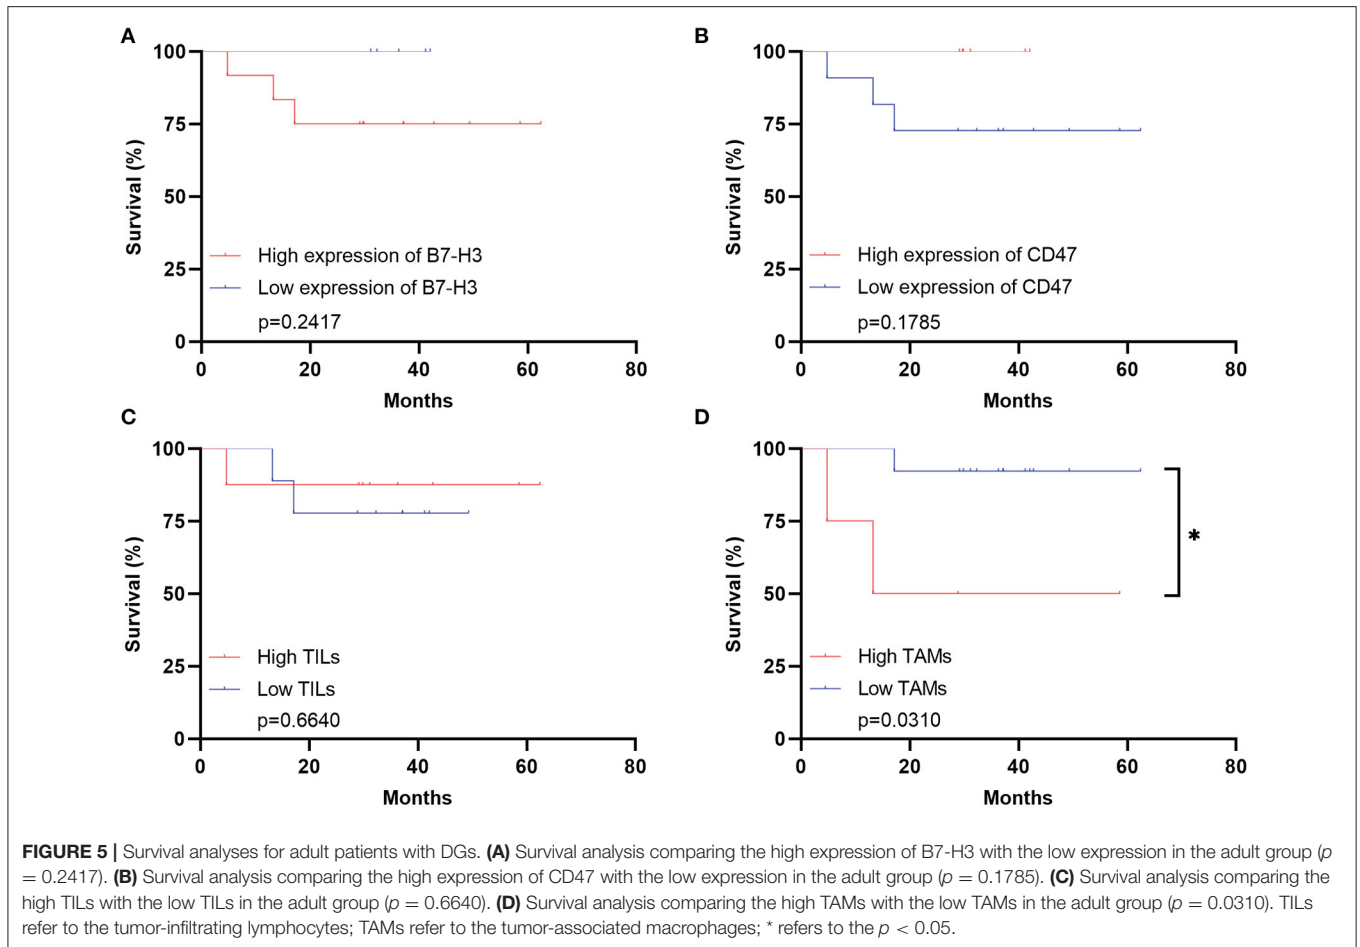 A
100
75
50
25
0
Survival (%)
High expression of B7-H3
Low expression of B7-H3
p=0.2417
0 20 40 60 80
Months
B
100
75
50
25
0
Survival (%)
High expression of CD47
Low expression of CD47
p=0.1785
0 20 40 60 80
Months
C
100
75
50
25
0
Survival (%)
High TILs
Low TILs
p=0.6640
0 20 40 60 80
Months
D
100
75
50
25
0
Survival (%)
High TAMs
Low TAMs
p=0.0310
*
0 20 40 60 80
Months
FIGURE 5 | Survival analyses for adult patients with DGs. (A) Survival analysis comparing the high expression of B7-H3 with the low expression in the adult group (p
= 0.2417). (B) Survival analysis comparing the high expression of CD47 with the low expression in the adult group (p = 0.1785). (C) Survival analysis comparing the
high TILs with the low TILs in the adult group (p = 0.6640). (D) Survival analysis comparing the high TAMs with the low TAMs in the adult group (p = 0.0310). TILs
refer to the tumor-infiltrating lymphocytes; TAMs refer to the tumor-associated macrophages; * refers to the p < 0.05.